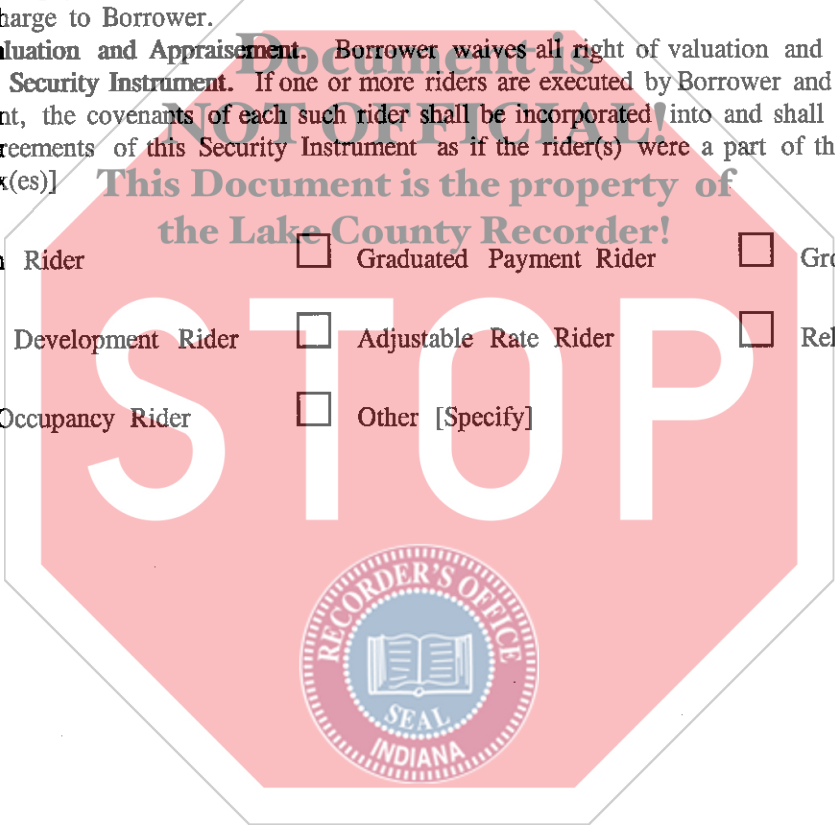 harge to Borrower.
aluation and Appraisement. Borrower waives all right of valuation and
Security Instrument. If one or more riders are executed by Borrower and
nt, the covenants of each such rider shall be incorporated into and shall
reements of this Security Instrument as if the rider(s) were a part of th
x(es)]
Document is
NOT OFFICIAL!
This Document is the property of
the Lake County Recorder!
Rider ☐ Graduated Payment Rider ☐ Gro
Development Rider ☐ Adjustable Rate Rider ☐ Rel
Occupancy Rider ☐ Other [Specify]
STOP
RECORDER'S OFFICE
SEAL
INDIANA